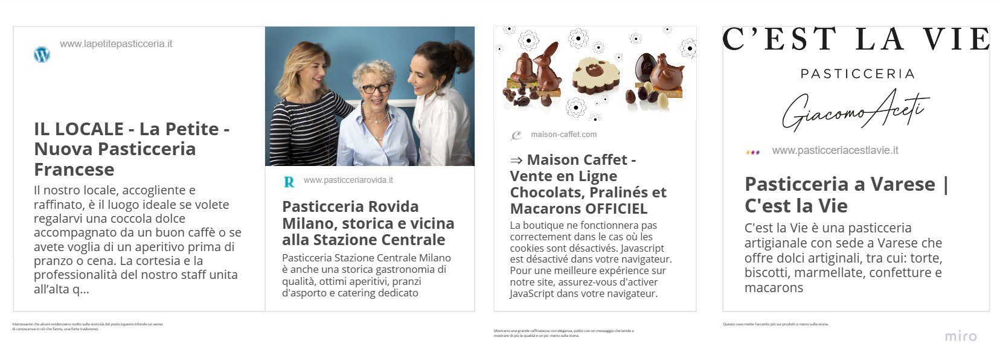 www.lapetitepasticceria.it
IL LOCALE - La Petite -
Nuova Pasticceria
Francese
Il nostro locale, accogliente e
raffinato, è il luogo ideale se volete
regalarvi una coccola dolce
accompagnato da un buon caffè o se
avete voglia di un aperitivo prima di
pranzo o cena. La cortesia e la
professionalità del nostro staff unita
all’alta q...
R
www.pasticceriarovida.it
Pasticceria Rovida
Milano, storica e vicina
alla Stazione Centrale
Pasticceria Stazione Centrale Milano
è anche una storica gastronomia di
qualità, ottimi aperitivi, pranzi
d'asporto e catering dedicato
Interessante che alcuni evidenziano molto sulla storicità del posto (questo infonde un senso
di conoscenza in ciò che fanno, una forte tradizione).
maison-caffet.com
⇒ Maison Caffet -
Vente en Ligne
Chocolats, Pralinés et
Macarons OFFICIEL
La boutique ne fonctionnera pas
correctement dans le cas où les
cookies sont désactivés. Javascript
est désactivé dans votre navigateur.
Pour une meilleure expérience sur
notre site, assurez-vous d'activer
JavaScript dans votre navigateur.
Mostrano una grande raffinatezza con eleganza, pulito con un messaggio che tende a
mostrare di più la qualità e un po' meno sulla storia.
C’EST LA VIE
PASTICCERIA
Giacomo Aceti
www.pasticceriacestlavie.it
Pasticceria a Varese |
C'est la Vie
C'est la Vie è una pasticceria
artigianale con sede a Varese che
offre dolci artiginali, tra cui: torte,
biscotti, marmellate, confetture e
macarons
Questo caso mette l'accento più sui prodotti e meno sulla storia.
miro